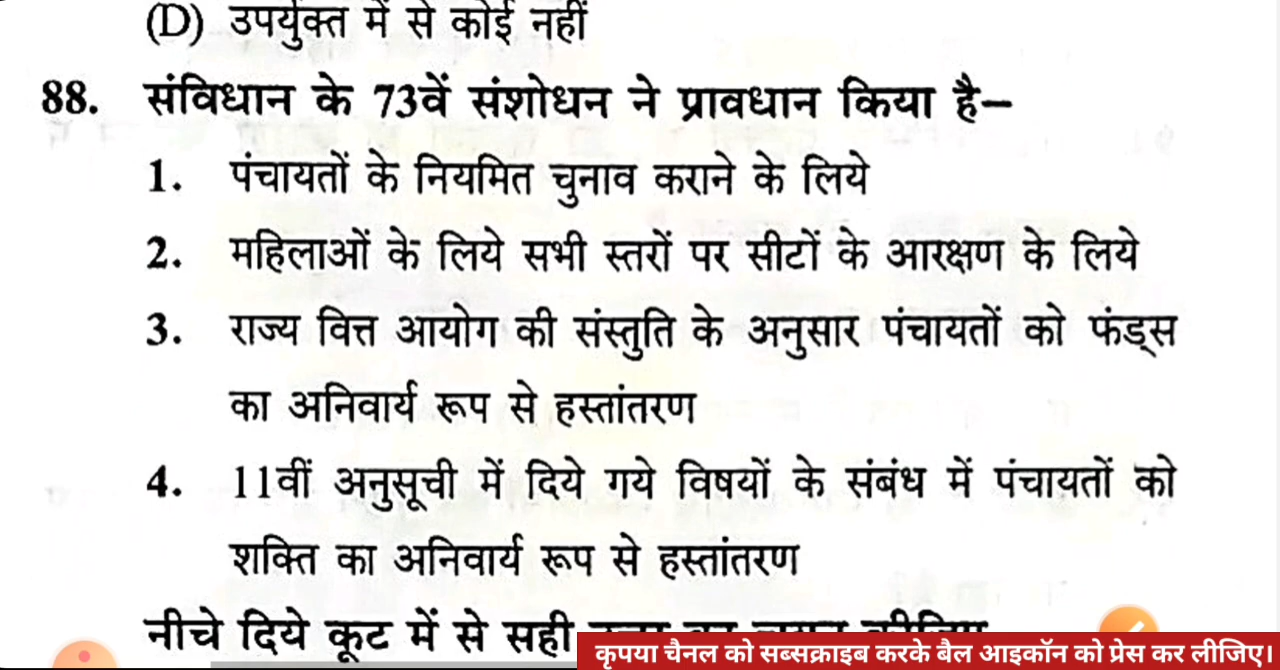 (D) उपर्युक्त में से कोई नहीं
88. संविधान के 73वें संशोधन ने प्रावधान किया है–
1. पंचायतों के नियमित चुनाव कराने के लिये
2. महिलाओं के लिये सभी स्तरों पर सीटों के आरक्षण के लिये
3. राज्य वित्त आयोग की संस्तुति के अनुसार पंचायतों को फंड्स
का अनिवार्य रूप से हस्तांतरण
4. 11वीं अनुसूची में दिये गये विषयों के संबंध में पंचायतों को
शक्ति का अनिवार्य रूप से हस्तांतरण
नीचे दिये कूट में से सही
कृपया चैनल को सब्सक्राइब करके बैल आइकॉन को प्रेस कर लीजिए।